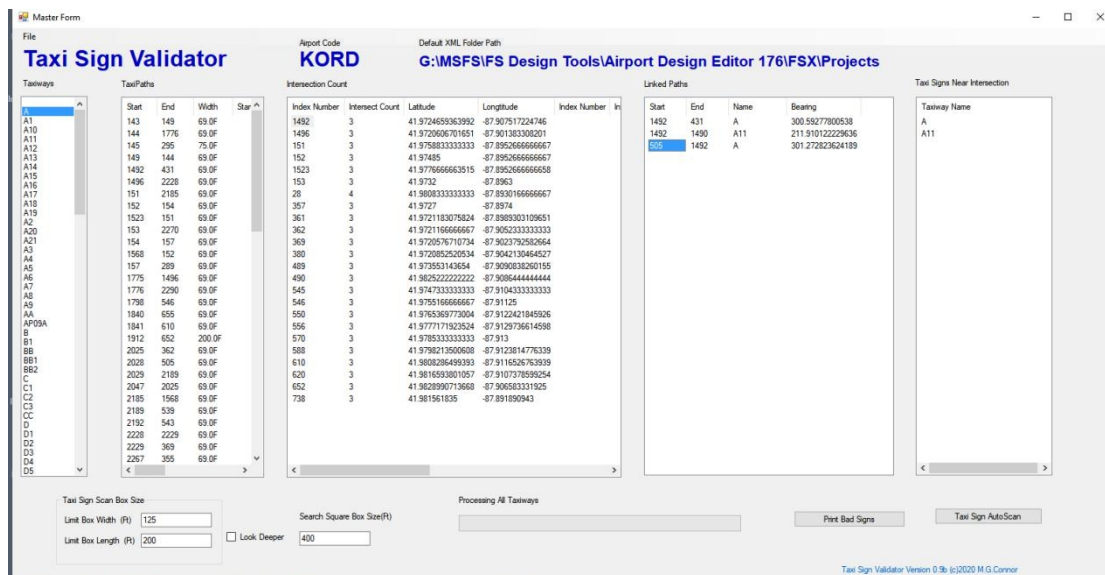 Master Form
File
Taxi Sign Validator
Airport Code
KORD
Default XML Folder Path
G:\MSFS\FS Design Tools\Airport Design Editor 176\FSX\Projects
Taxiways
A
A1
A10
A11
A12
A13
A14
A15
A16
A17
A18
A19
A2
A20
A21
A3
A4
A5
A6
A7
A8
A9
AA
AP09A
B
B1
BB
BB1
BB2
C
C1
C2
C3
CC
D
D1
D2
D3
D4
D5
TaxiPaths
Start End Width Star
143 149 69.0F
144 1776 69.0F
145 295 75.0F
149 144 69.0F
1492 431 69.0F
1496 2228 69.0F
151 2185 69.0F
152 154 69.0F
1523 151 69.0F
153 2270 69.0F
154 157 69.0F
1568 152 69.0F
157 289 69.0F
1775 1496 69.0F
1776 2290 69.0F
1798 546 69.0F
1840 655 69.0F
1841 610 69.0F
1912 652 200.0F
2025 362 69.0F
2028 505 69.0F
2029 2189 69.0F
2047 2025 69.0F
2185 1568 69.0F
2189 539 69.0F
2192 543 69.0F
2228 2229 69.0F
2229 369 69.0F
2267 355 69.0F
Intersection Count
Index Number Intersect Count Latitude Longtitude Index Number In
1492 3 41.9724659363992 -87.907517224746
1496 3 41.9720606701651 -87.901383308201
151 3 41.9758833333333 -87.8952666666667
152 3 41.97485 -87.8952666666667
1523 3 41.9776666663515 -87.8952666666658
153 3 41.9732 -87.8963
28 4 41.9808333333333 -87.8930166666667
357 3 41.9727 -87.8974
361 3 41.9721183075824 -87.8989303109651
362 3 41.9721166666667 -87.9052333333333
369 3 41.9720576710734 -87.9023792582664
380 3 41.9720852520534 -87.9042130464527
489 3 41.973553143654 -87.9090838260155
490 3 41.9825222222222 -87.9086444444444
545 3 41.9747333333333 -87.9104333333333
546 3 41.9755166666667 -87.91125
550 3 41.9765369773004 -87.9122421845926
556 3 41.9777171923524 -87.9129736614598
570 3 41.9785333333333 -87.913
588 3 41.9798213500608 -87.9123814776339
610 3 41.9808286499393 -87.9116526763939
620 3 41.9816593801057 -87.9107378599254
652 3 41.9828990713668 -87.906583331925
738 3 41.981561835 -87.891890943
Linked Paths
Start End Name Bearing
1492 431 A 300.59277800538
1492 1490 A11 211.910122229636
505 1492 A 301.272823624189
Taxi Signs Near Intersection
Taxiway Name
A
A11
Taxi Sign Scan Box Size
Limit Box Width (Ft) 125
Limit Box Length (Ft) 200
Look Deeper
Search Square Box Size(Ft)
400
Processing All Taxiways
Print Bad Signs
Taxi Sign AutoScan
Taxi Sign Validator Version 0.9b (c)2020 M.G.Connor